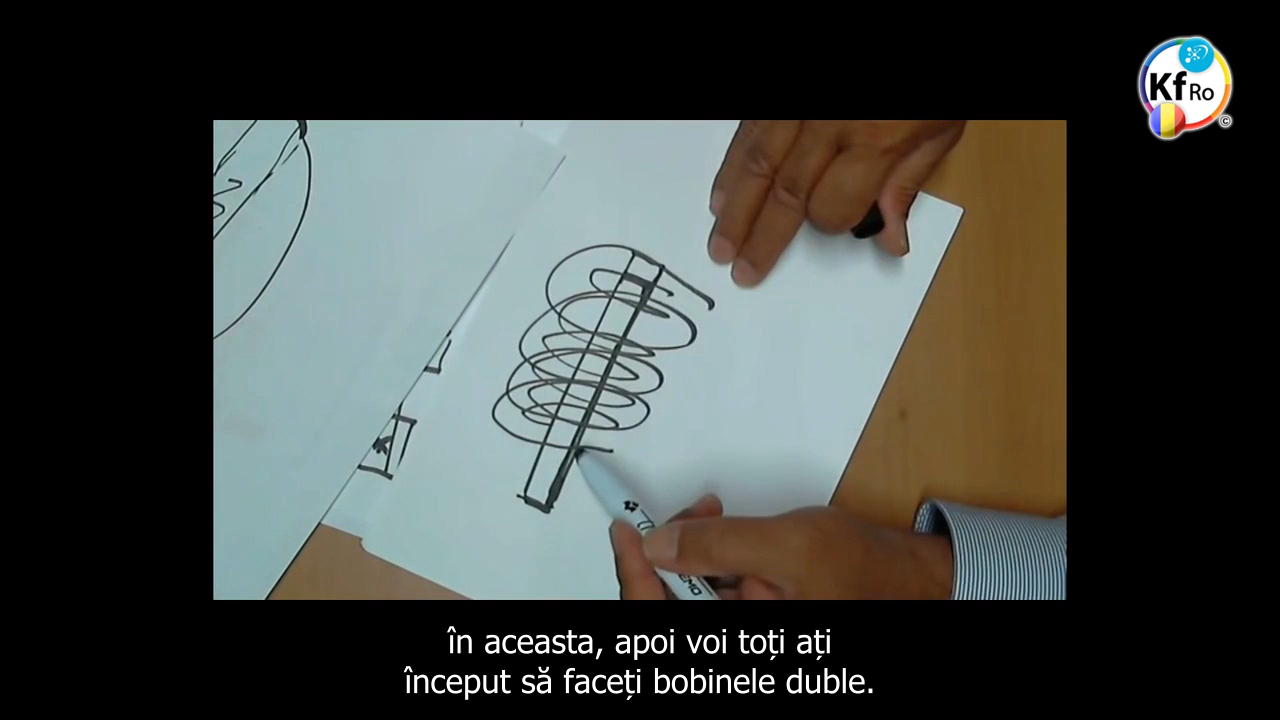 Kf Ro
©
în aceasta, apoi voi toți ați
început să faceți bobinele duble.